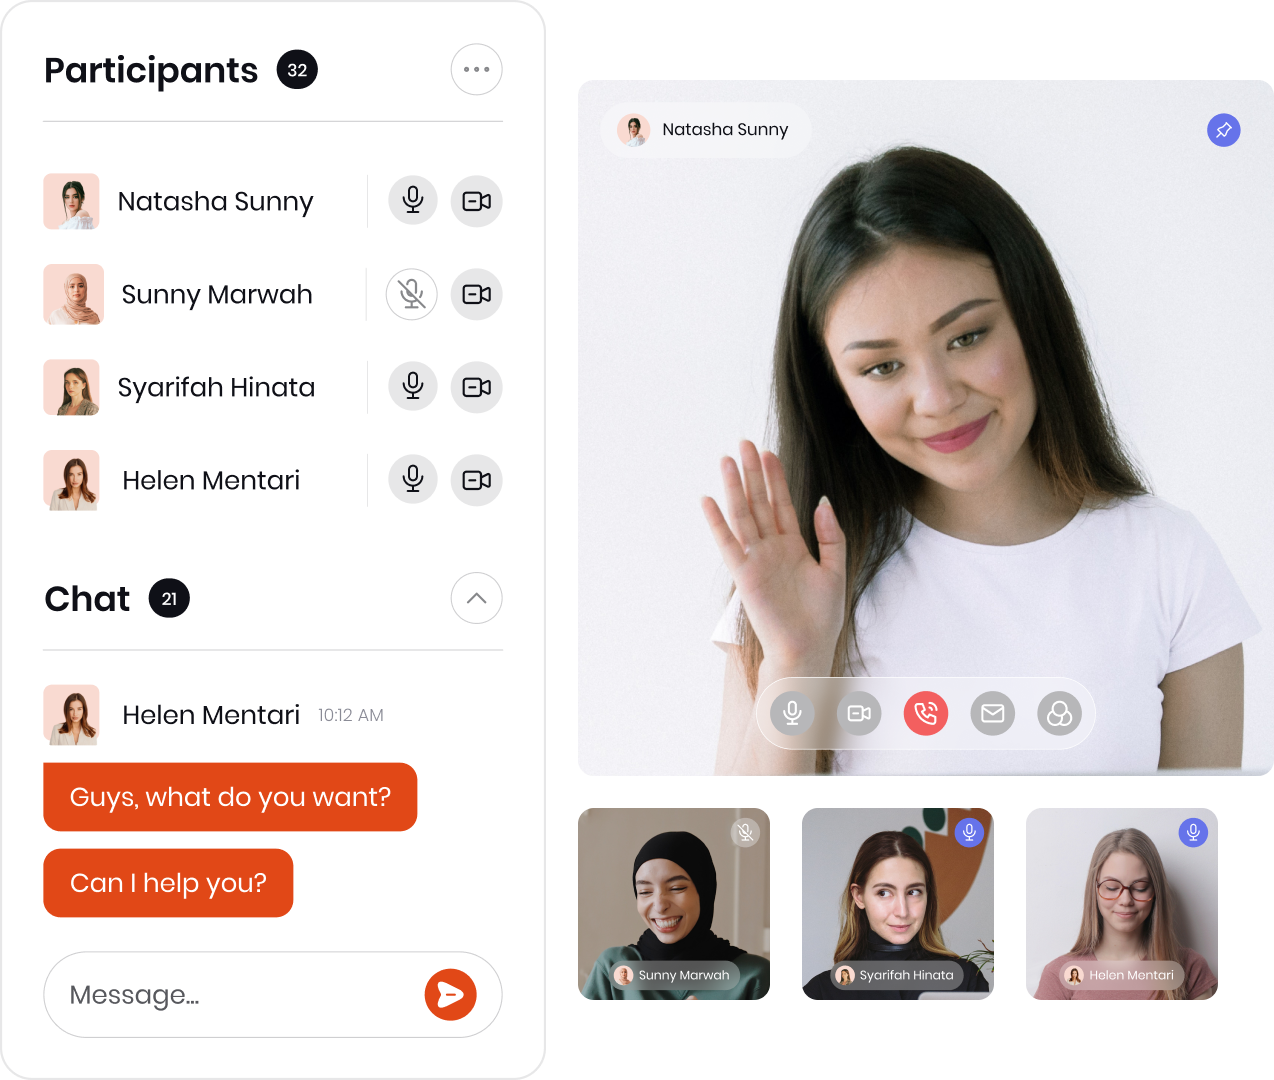 Participants 32
Natasha Sunny
Sunny Marwah
Syarifah Hinata
Helen Mentari
Chat 21
Helen Mentari 10:12 AM
Guys, what do you want?
Can I help you?
Message...
Natasha Sunny
Sunny Marwah
Syarifah Hinata
Helen Mentari